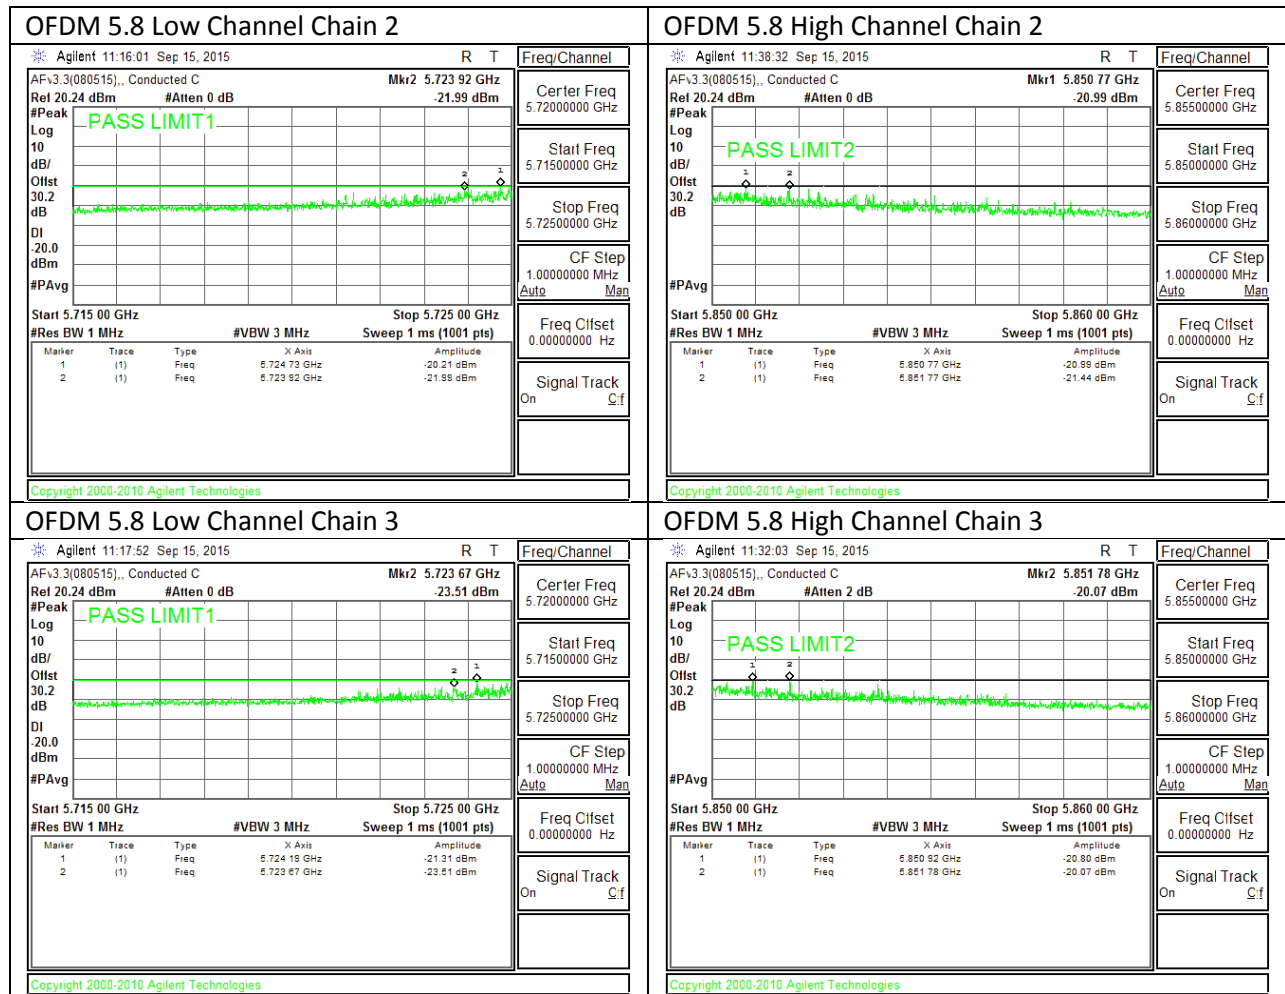 OFDM 5.8 Low Channel Chain 2
Agilent 11:16:01 Sep 15, 2015 R T
AFv3.3(080515),, Conducted C Mkr2 5.723 92 GHz
Ref 20.24 dBm #Atten 0 dB -21.99 dBm
#Peak
Log
10
dB/
Offst
30.2
dB
DI
-20.0
dBm
#PAvg
PASS LIMIT1
2
1
Start 5.715 00 GHz Stop 5.725 00 GHz
#Res BW 1 MHz #VBW 3 MHz Sweep 1 ms (1001 pts)
Marker Trace Type X Axis Amplitude
1 (1) Freq 5.724 73 GHz -20.21 dBm
2 (1) Freq 5.723 92 GHz -21.99 dBm
Freq/Channel
Center Freq
5.72000000 GHz
Start Freq
5.71500000 GHz
Stop Freq
5.72500000 GHz
CF Step
1.00000000 MHz
Auto Man
Freq Offset
0.00000000 Hz
Signal Track
On Off
Copyright 2000-2010 Agilent Technologies
OFDM 5.8 High Channel Chain 2
Agilent 11:38:32 Sep 15, 2015 R T
AFv3.3(080515),, Conducted C Mkr1 5.850 77 GHz
Ref 20.24 dBm #Atten 0 dB -20.99 dBm
#Peak
Log
10
dB/
Offst
30.2
dB
#PAvg
PASS LIMIT2
1
2
Start 5.850 00 GHz Stop 5.860 00 GHz
#Res BW 1 MHz #VBW 3 MHz Sweep 1 ms (1001 pts)
Marker Trace Type X Axis Amplitude
1 (1) Freq 5.850 77 GHz -20.99 dBm
2 (1) Freq 5.851 77 GHz -21.44 dBm
Freq/Channel
Center Freq
5.85500000 GHz
Start Freq
5.85000000 GHz
Stop Freq
5.86000000 GHz
CF Step
1.00000000 MHz
Auto Man
Freq Offset
0.00000000 Hz
Signal Track
On Off
Copyright 2000-2010 Agilent Technologies
OFDM 5.8 Low Channel Chain 3
Agilent 11:17:52 Sep 15, 2015 R T
AFv3.3(080515),, Conducted C Mkr2 5.723 67 GHz
Ref 20.24 dBm #Atten 0 dB -23.51 dBm
#Peak
Log
10
dB/
Offst
30.2
dB
DI
-20.0
dBm
#PAvg
PASS LIMIT1
2
1
Start 5.715 00 GHz Stop 5.725 00 GHz
#Res BW 1 MHz #VBW 3 MHz Sweep 1 ms (1001 pts)
Marker Trace Type X Axis Amplitude
1 (1) Freq 5.724 19 GHz -21.31 dBm
2 (1) Freq 5.723 67 GHz -23.51 dBm
Freq/Channel
Center Freq
5.72000000 GHz
Start Freq
5.71500000 GHz
Stop Freq
5.72500000 GHz
CF Step
1.00000000 MHz
Auto Man
Freq Offset
0.00000000 Hz
Signal Track
On Off
Copyright 2000-2010 Agilent Technologies
OFDM 5.8 High Channel Chain 3
Agilent 11:32:03 Sep 15, 2015 R T
AFv3.3(080515),, Conducted C Mkr2 5.851 78 GHz
Ref 20.24 dBm #Atten 2 dB -20.07 dBm
#Peak
Log
10
dB/
Offst
30.2
dB
#PAvg
PASS LIMIT2
1
2
Start 5.850 00 GHz Stop 5.860 00 GHz
#Res BW 1 MHz #VBW 3 MHz Sweep 1 ms (1001 pts)
Marker Trace Type X Axis Amplitude
1 (1) Freq 5.850 92 GHz -20.80 dBm
2 (1) Freq 5.851 78 GHz -20.07 dBm
Freq/Channel
Center Freq
5.85500000 GHz
Start Freq
5.85000000 GHz
Stop Freq
5.86000000 GHz
CF Step
1.00000000 MHz
Auto Man
Freq Offset
0.00000000 Hz
Signal Track
On Off
Copyright 2000-2010 Agilent Technologies